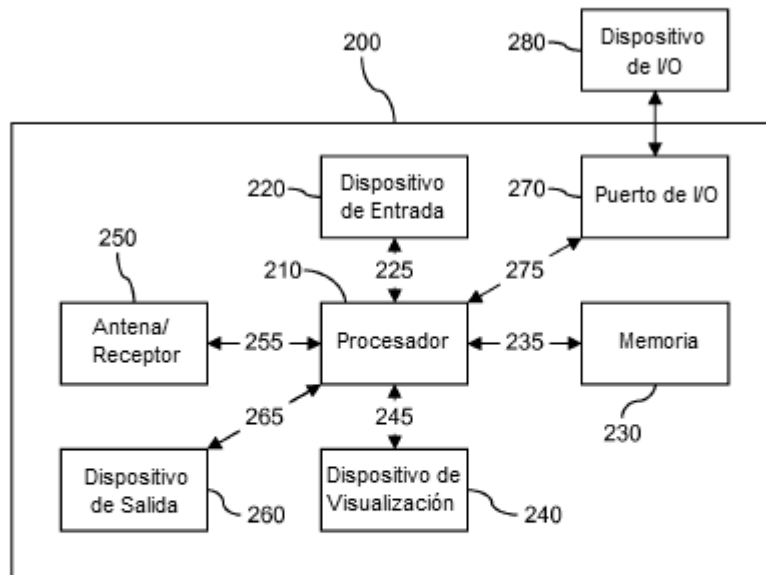 200
280
Dispositivo
de I/O
220
Dispositivo
de Entrada
270
Puerto de I/O
250
210
225
275
Antena/
Receptor
255
Procesador
235
Memoria
265
245
230
Dispositivo
de Salida
260
Dispositivo de
Visualización
240